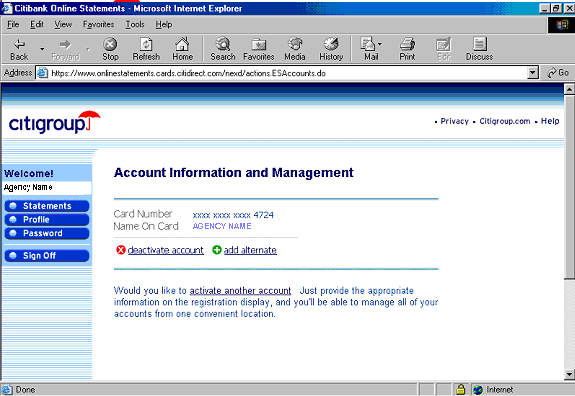 Citibank Online Statements - Microsoft Internet Explorer
File Edit View Favorites Tools Help
Back Forward Stop Refresh Home Search Favorites Media History Mail Print Edit Discuss
Address https://www.onlinestatements.cards.citidirect.com/nexd/actions.ESAccounts.do Go
citigroup
• Privacy • Citigroup.com • Help
Welcome!
Agency Name
Statements
Profile
Password
Sign Off
Account Information and Management
Card Number xxxx xxxx xxxx 4724
Name On Card AGENCY NAME
deactivate account add alternate
Would you like to activate another account Just provide the appropriate
information on the registration display, and you'll be able to manage all of your
accounts from one convenient location.
Done Internet